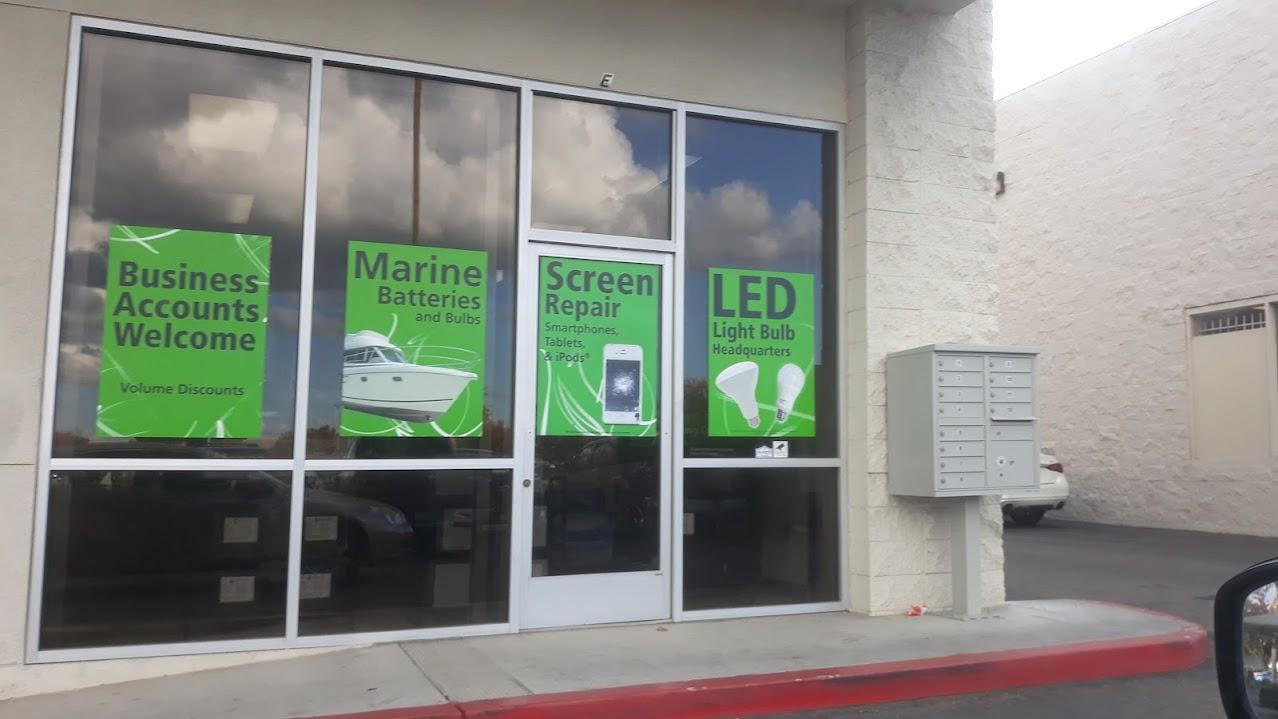 E
Business
Accounts
Welcome
Volume Discounts
Marine
Batteries
and Bulbs
Screen
Repair
Smartphones,
Tablets,
& iPods®
LED
Light Bulb
Headquarters